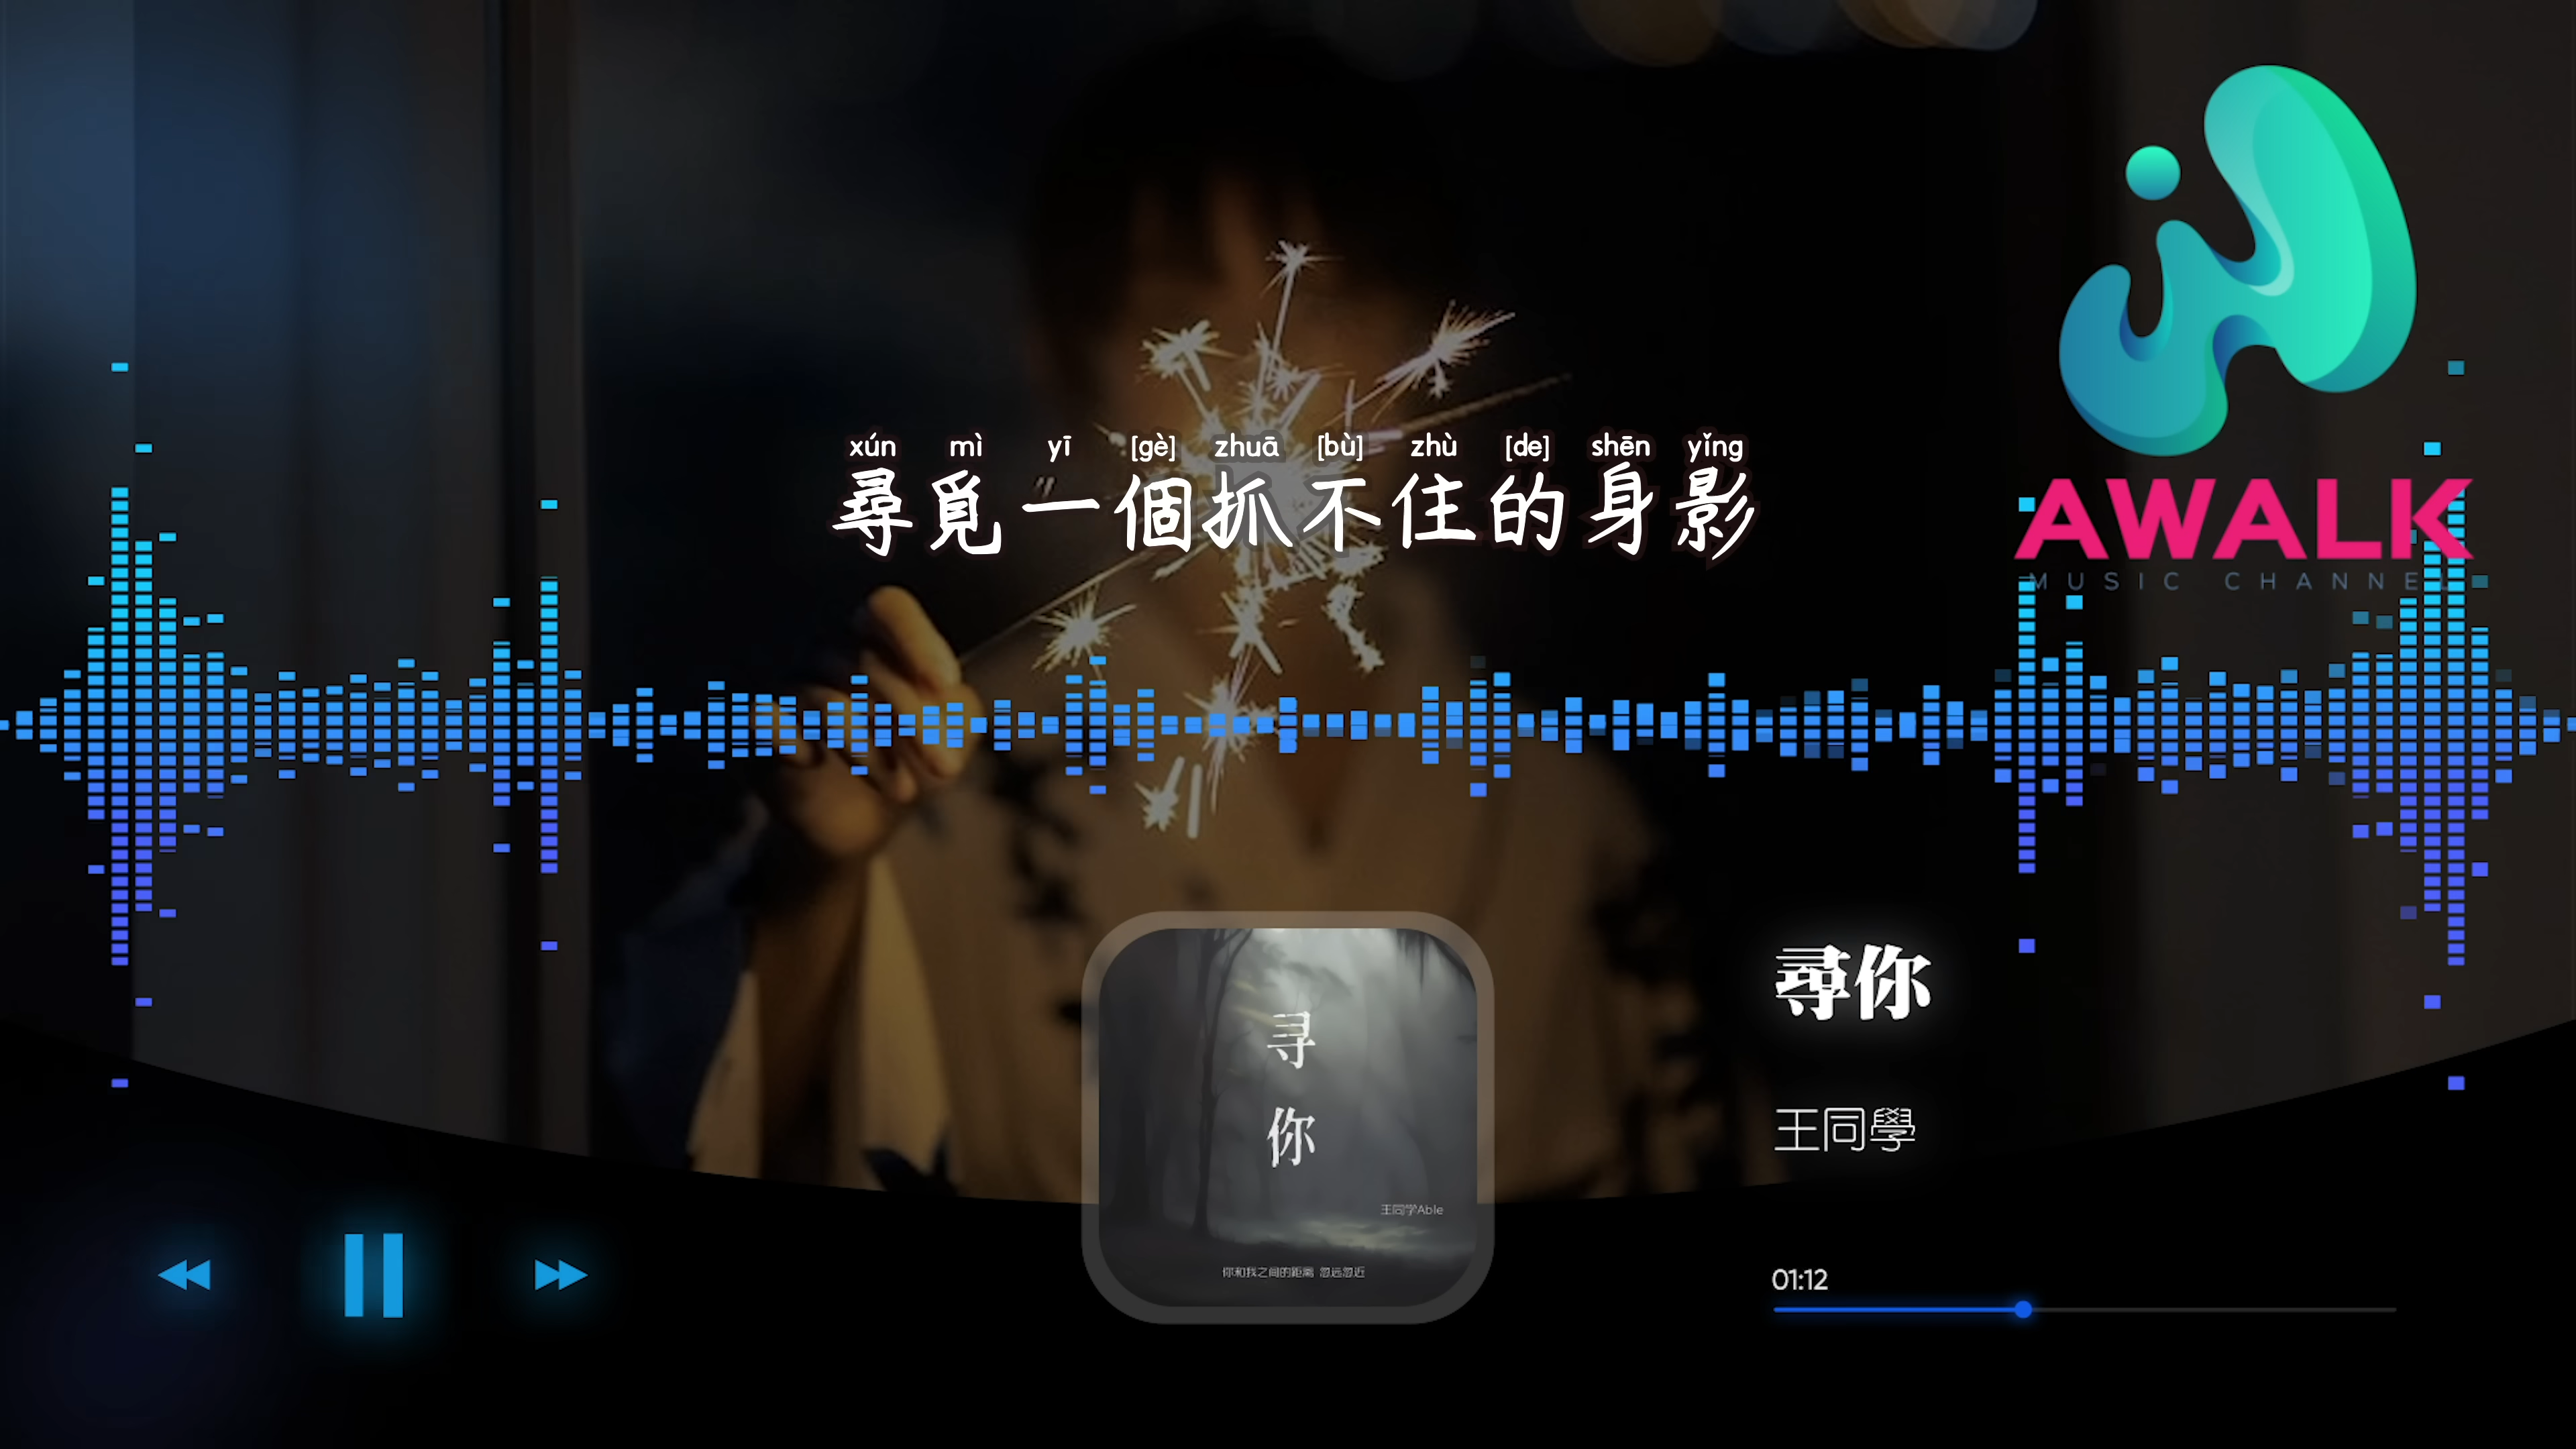 xún mì yī [gè] zhuā [bù] zhù [de] shēn yǐng
尋覓一個抓不住的身影
AWALK
MUSIC CHANNEL
尋你
王同學
寻
你
王同学Able
你和我之间的距离 忽远忽近
01:12